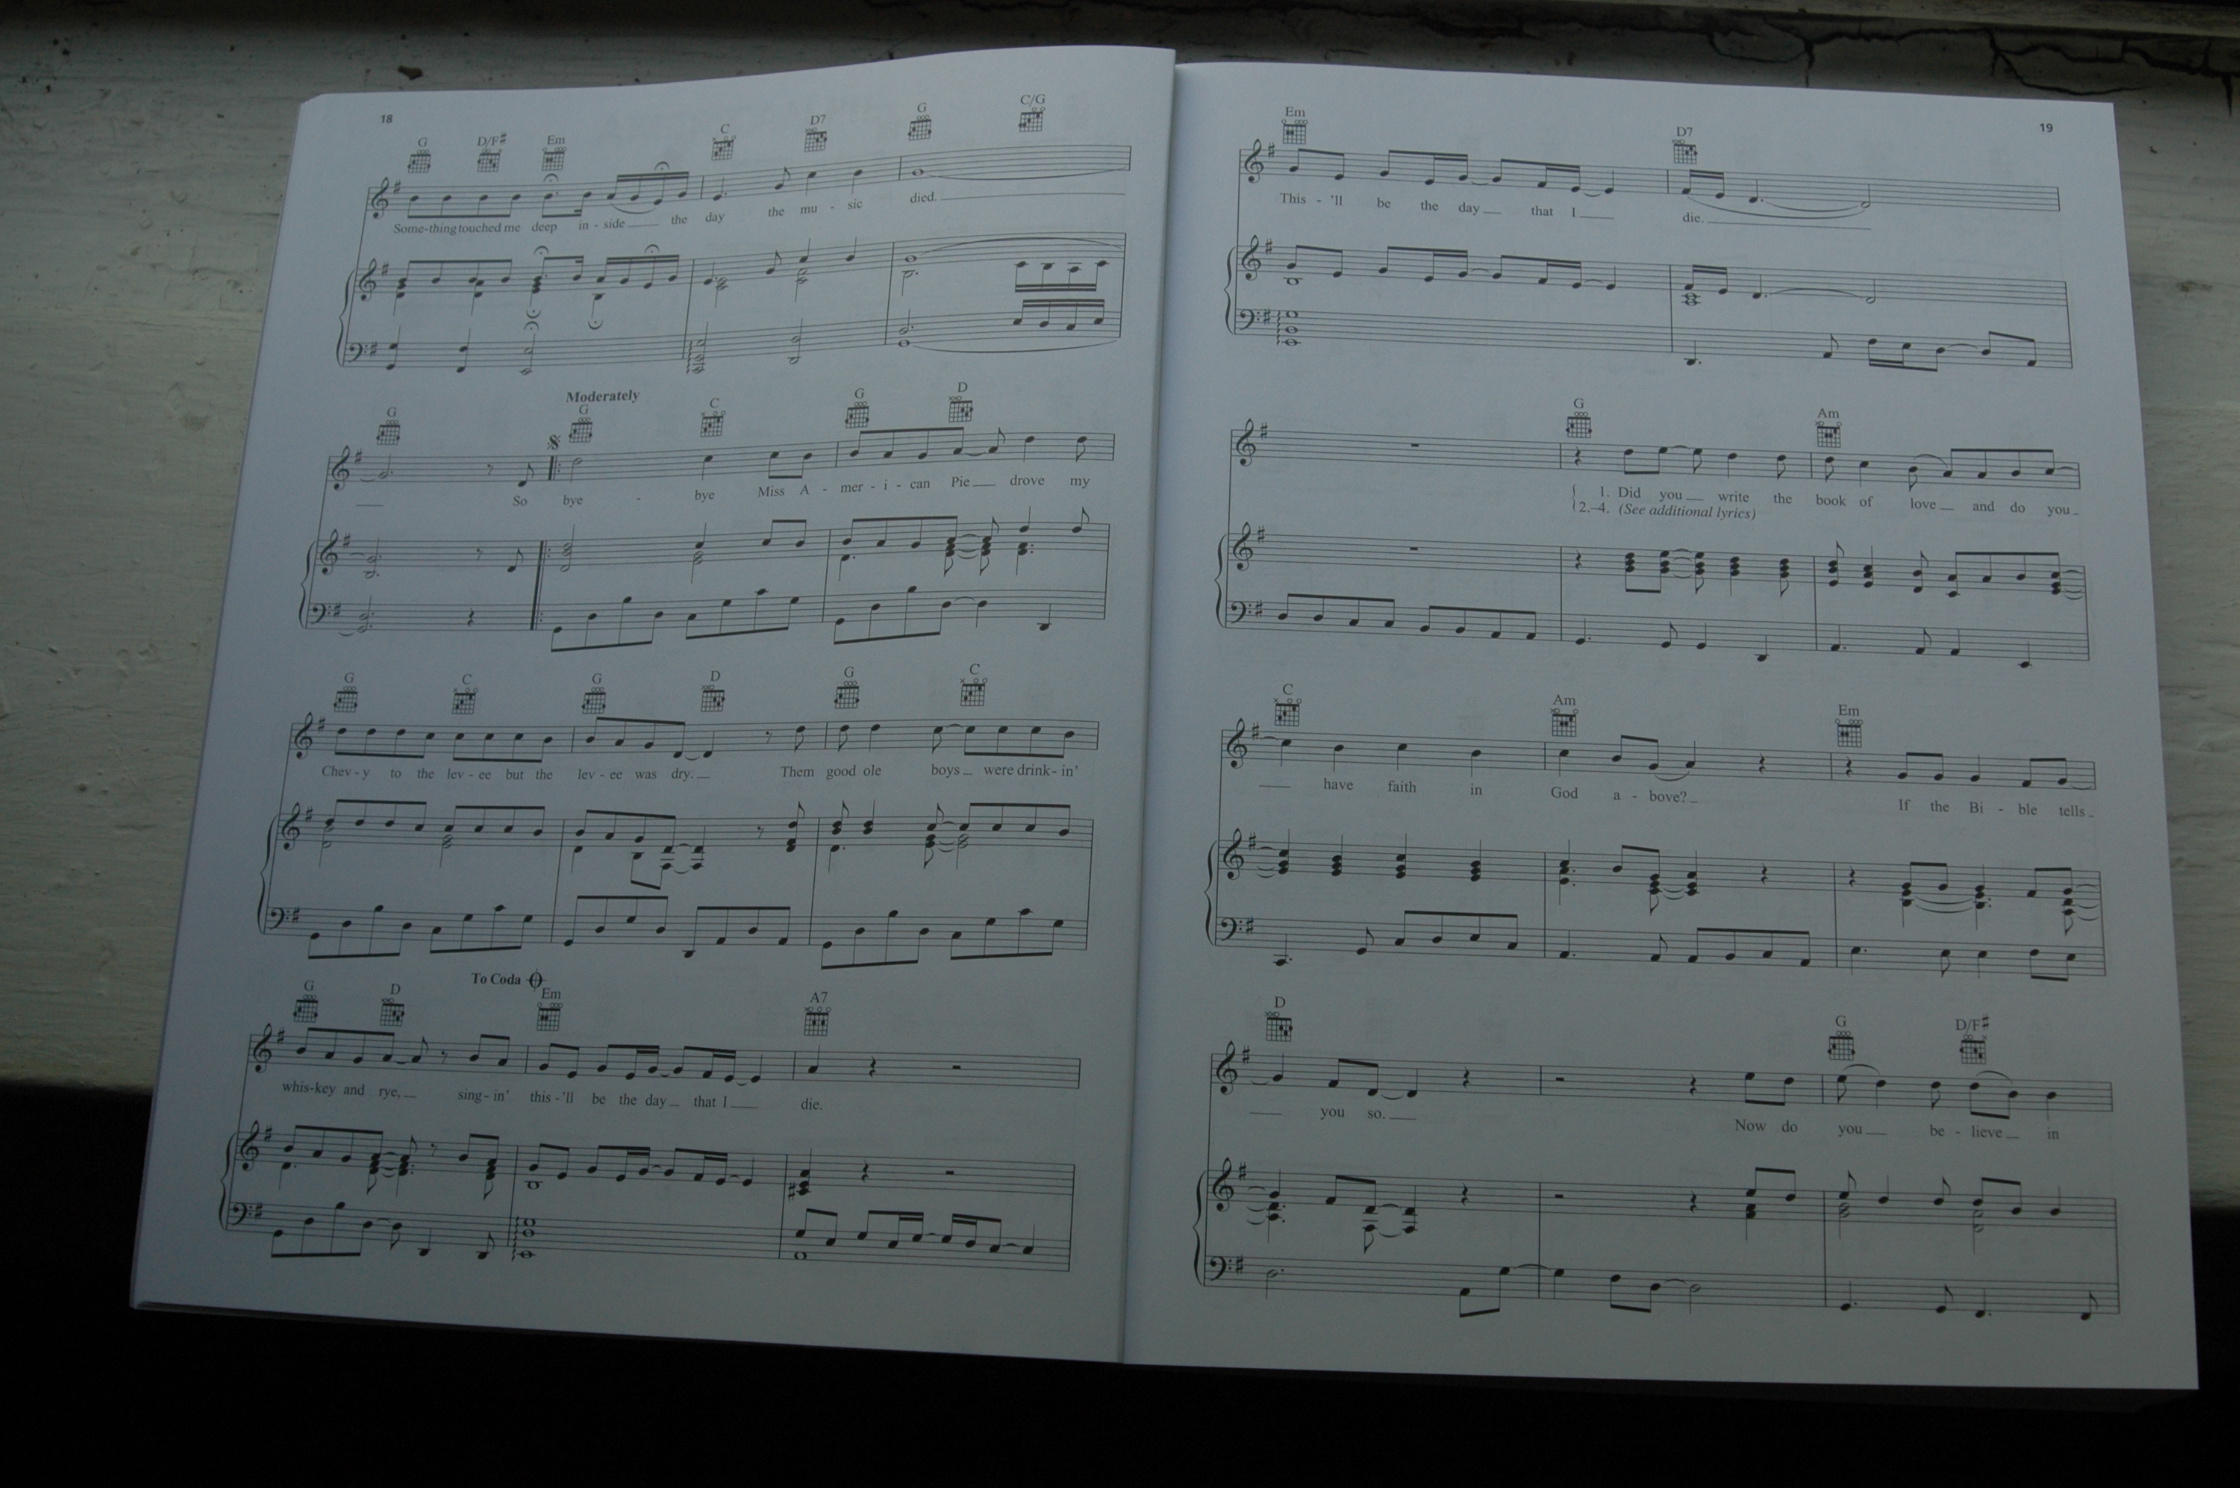 18
G D/F# Em C D7 G C/G
Some-thing touched me deep in - side the day the mu - sic died.
Moderately
G G C G D
So bye - bye Miss A - mer - i - can Pie drove my
G C G D G C
Chev - y to the lev - ee but the lev - ee was dry. Them good ole boys were drink - in'
To Coda
G D Em A7
whis - key and rye, sing - in' this - 'll be the day that I die.
19
Em D7
This - 'll be the day that I die.
G Am
1. Did you write the book of love and do you
2.–4. (See additional lyrics)
C Am Em
have faith in God a - bove? If the Bi - ble tells
D G D/F#
you so. Now do you be - lieve in